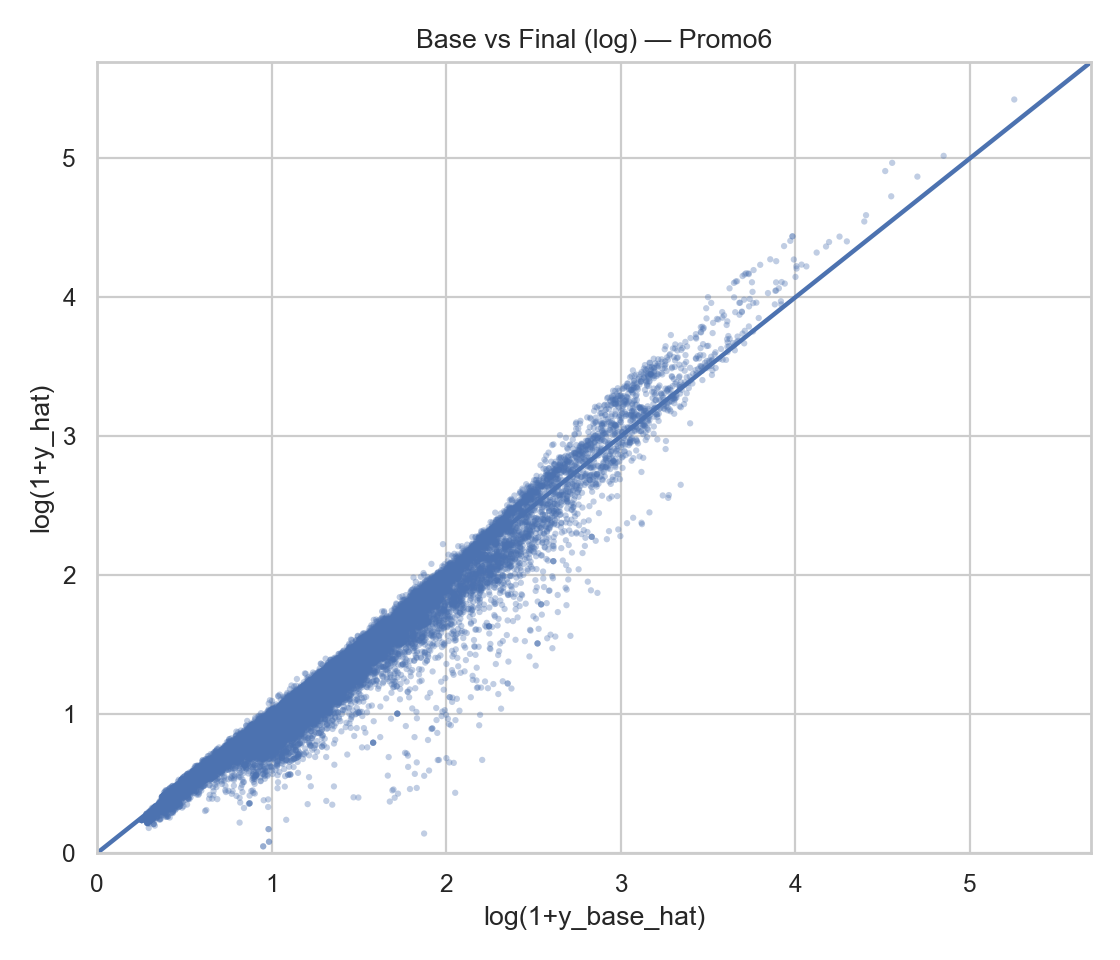 Base vs Final (log) — Promo6
5
4
3
2
1
0
log(1+y_hat)
0 1 2 3 4 5
log(1+y_base_hat)